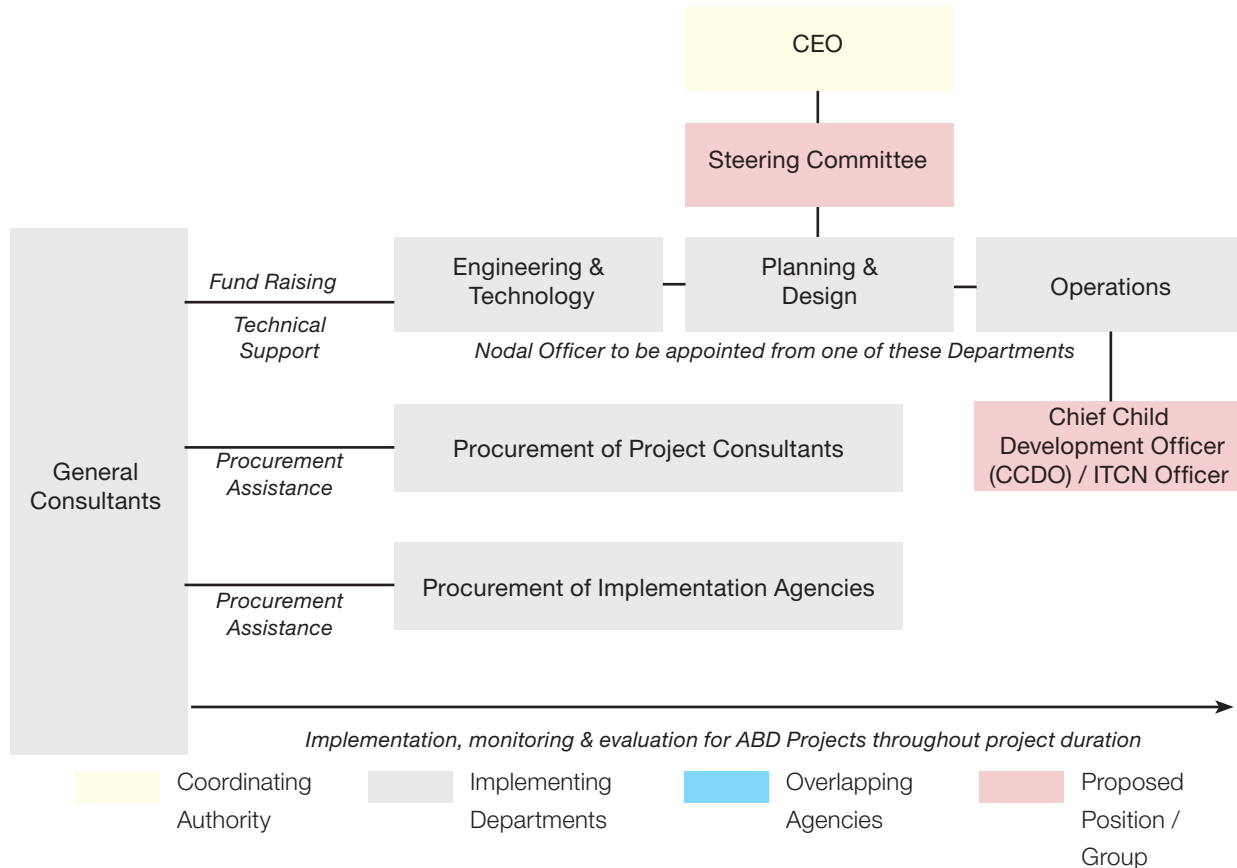 CEO
Steering Committee
Engineering &
Technology
Planning &
Design
Operations
Fund Raising
Technical
Support
Nodal Officer to be appointed from one of these Departments
Chief Child
Development Officer
(CCDO) / ITCN Officer
General
Consultants
Procurement of Project Consultants
Procurement
Assistance
Procurement of Implementation Agencies
Procurement
Assistance
Implementation, monitoring & evaluation for ABD Projects throughout project duration
Coordinating
Authority
Implementing
Departments
Overlapping
Agencies
Proposed
Position /
Group